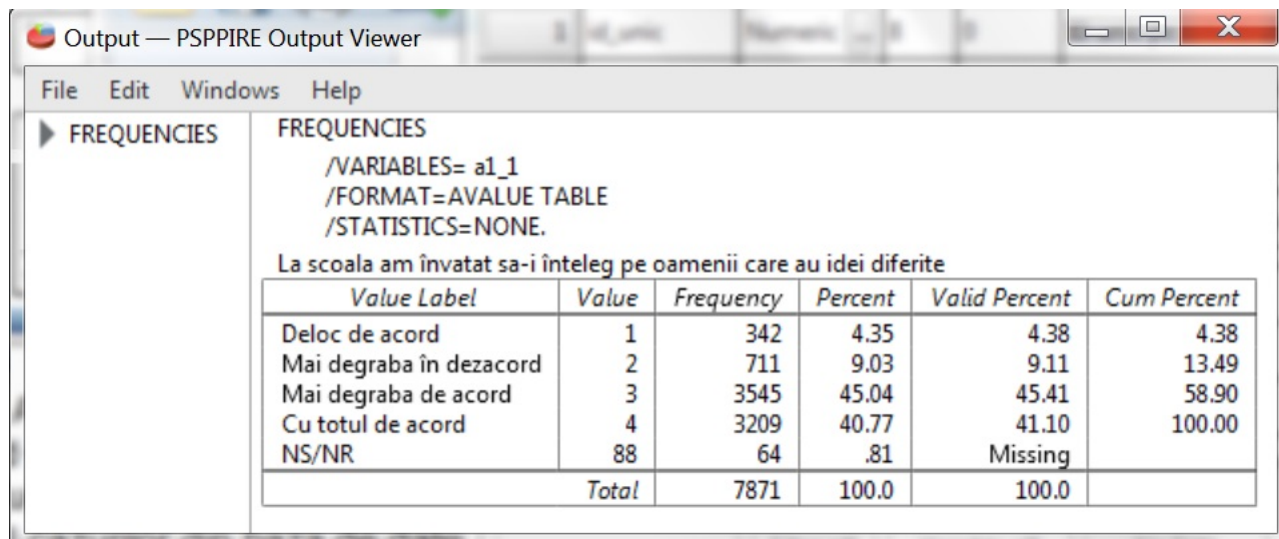 Output — PSPPIRE Output Viewer
1 id_unic Numeric ... 8 0
File Edit Windows Help
FREQUENCIES
FREQUENCIES
/VARIABLES= a1_1
/FORMAT=AVALUE TABLE
/STATISTICS=NONE.
La scoala am învatat sa-i înteleg pe oamenii care au idei diferite
Value Label Value Frequency Percent Valid Percent Cum Percent
Deloc de acord 1 342 4.35 4.38 4.38
Mai degraba în dezacord 2 711 9.03 9.11 13.49
Mai degraba de acord 3 3545 45.04 45.41 58.90
Cu totul de acord 4 3209 40.77 41.10 100.00
NS/NR 88 64 .81 Missing
Total 7871 100.0 100.0